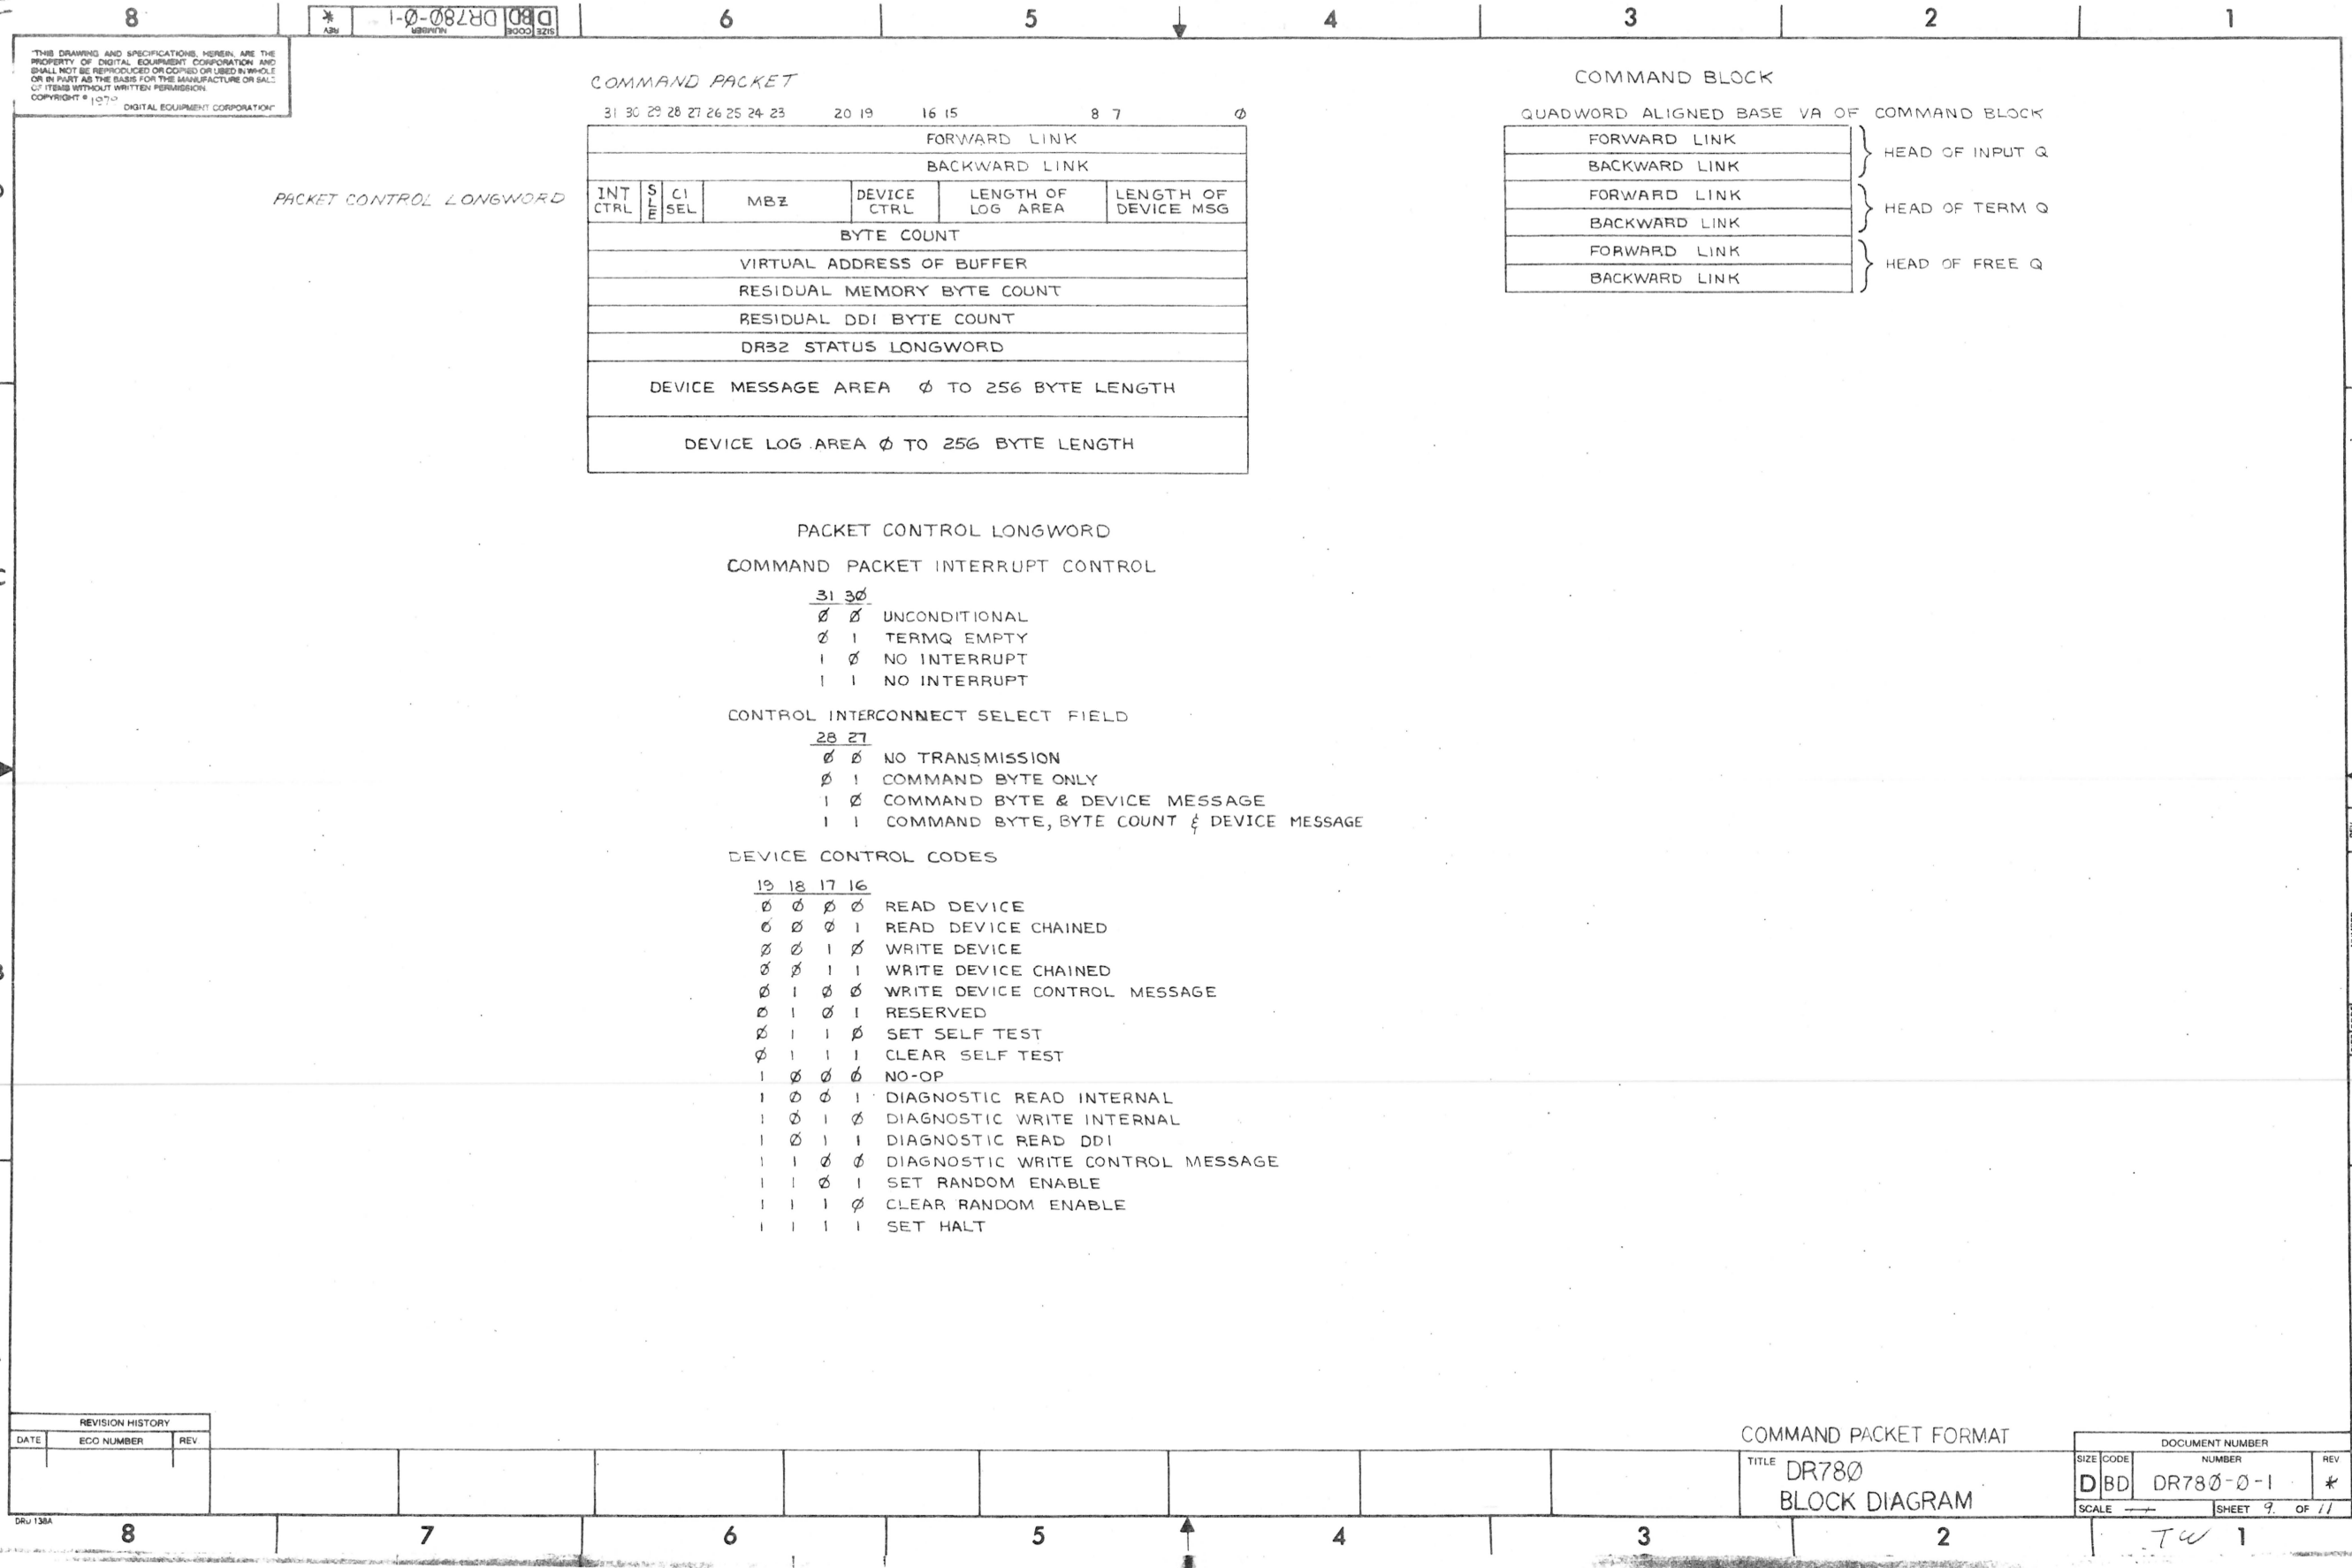 8 6 5 4 3 2 1
SIZE CODE NUMBER REV
D BD DR780-0-1 *
"THIS DRAWING AND SPECIFICATIONS, HEREIN, ARE THE
PROPERTY OF DIGITAL EQUIPMENT CORPORATION AND
SHALL NOT BE REPRODUCED OR COPIED OR USED IN WHOLE
OR IN PART AS THE BASIS FOR THE MANUFACTURE OR SALE
OF ITEMS WITHOUT WRITTEN PERMISSION.
COPYRIGHT © 1979 DIGITAL EQUIPMENT CORPORATION"
COMMAND PACKET
31 30 29 28 27 26 25 24 23 20 19 16 15 8 7 Ø
FORWARD LINK
BACKWARD LINK
PACKET CONTROL LONGWORD
INT CTRL SLE CI SEL MBZ DEVICE CTRL LENGTH OF LOG AREA LENGTH OF DEVICE MSG
BYTE COUNT
VIRTUAL ADDRESS OF BUFFER
RESIDUAL MEMORY BYTE COUNT
RESIDUAL DDI BYTE COUNT
DR32 STATUS LONGWORD
DEVICE MESSAGE AREA Ø TO 256 BYTE LENGTH
DEVICE LOG AREA Ø TO 256 BYTE LENGTH
COMMAND BLOCK
QUADWORD ALIGNED BASE VA OF COMMAND BLOCK
FORWARD LINK
BACKWARD LINK
HEAD OF INPUT Q
FORWARD LINK
BACKWARD LINK
HEAD OF TERM Q
FORWARD LINK
BACKWARD LINK
HEAD OF FREE Q
PACKET CONTROL LONGWORD
COMMAND PACKET INTERRUPT CONTROL
31 3Ø
Ø Ø UNCONDITIONAL
Ø 1 TERMQ EMPTY
1 Ø NO INTERRUPT
1 1 NO INTERRUPT
CONTROL INTERCONNECT SELECT FIELD
28 27
Ø Ø NO TRANSMISSION
Ø 1 COMMAND BYTE ONLY
1 Ø COMMAND BYTE & DEVICE MESSAGE
1 1 COMMAND BYTE, BYTE COUNT & DEVICE MESSAGE
DEVICE CONTROL CODES
19 18 17 16
Ø Ø Ø Ø READ DEVICE
Ø Ø Ø 1 READ DEVICE CHAINED
Ø Ø 1 Ø WRITE DEVICE
Ø Ø 1 1 WRITE DEVICE CHAINED
Ø 1 Ø Ø WRITE DEVICE CONTROL MESSAGE
Ø 1 Ø 1 RESERVED
Ø 1 1 Ø SET SELF TEST
Ø 1 1 1 CLEAR SELF TEST
1 Ø Ø Ø NO-OP
1 Ø Ø 1 DIAGNOSTIC READ INTERNAL
1 Ø 1 Ø DIAGNOSTIC WRITE INTERNAL
1 Ø 1 1 DIAGNOSTIC READ DDI
1 1 Ø Ø DIAGNOSTIC WRITE CONTROL MESSAGE
1 1 Ø 1 SET RANDOM ENABLE
1 1 1 Ø CLEAR RANDOM ENABLE
1 1 1 1 SET HALT
REVISION HISTORY
DATE ECO NUMBER REV.
COMMAND PACKET FORMAT
TITLE DR78Ø
BLOCK DIAGRAM
DOCUMENT NUMBER
SIZE CODE NUMBER REV
D BD DR78Ø-0-1 *
SCALE — SHEET 9 OF 11
DRU 138A
8 7 6 5 4 3 2 1
TW